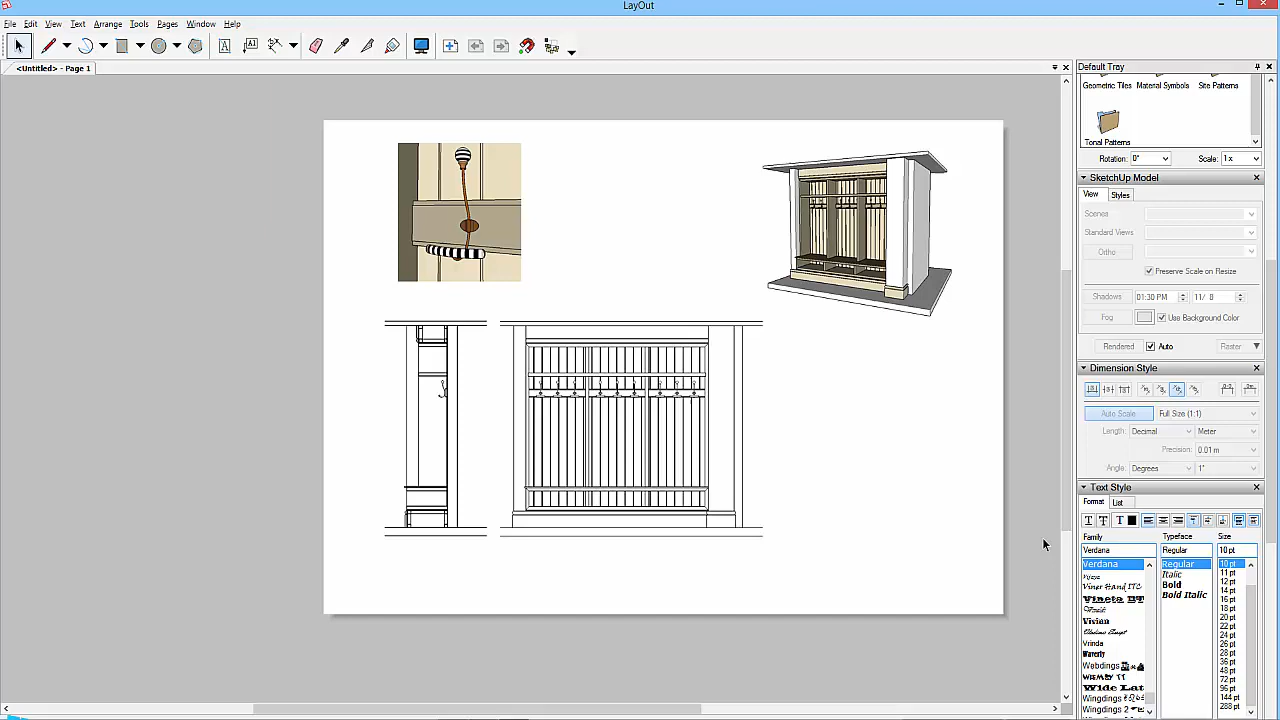 LayOut
File Edit View Text Arrange Tools Pages Window Help
<Untitled> - Page 1
Default Tray
Geometric Tiles Material Symbols Site Patterns
Tonal Patterns
Rotation: 0° Scale: 1 x
SketchUp Model
View Styles
Scenes
Standard Views
Ortho
Preserve Scale on Resize
Shadows 01:30 PM 11/ 8
Fog Use Background Color
Rendered Auto Raster
Dimension Style
Auto Scale Full Size (1:1)
Length: Decimal Meter
Precision: 0.01 m
Angle: Degrees 1°
Text Style
Format List
Family Typeface Size
Verdana Regular 10 pt
Verdana Regular 10 pt
Italic 11 pt
Viner Hand ITC Bold 12 pt
Bold Italic 14 pt
16 pt
Vivian 18 pt
20 pt
22 pt
Vrinda 24 pt
26 pt
Webdings 28 pt
36 pt
48 pt
Wide Lat 72 pt
Wingdings 96 pt
Wingdings 2 144 pt
Wingdings 288 pt